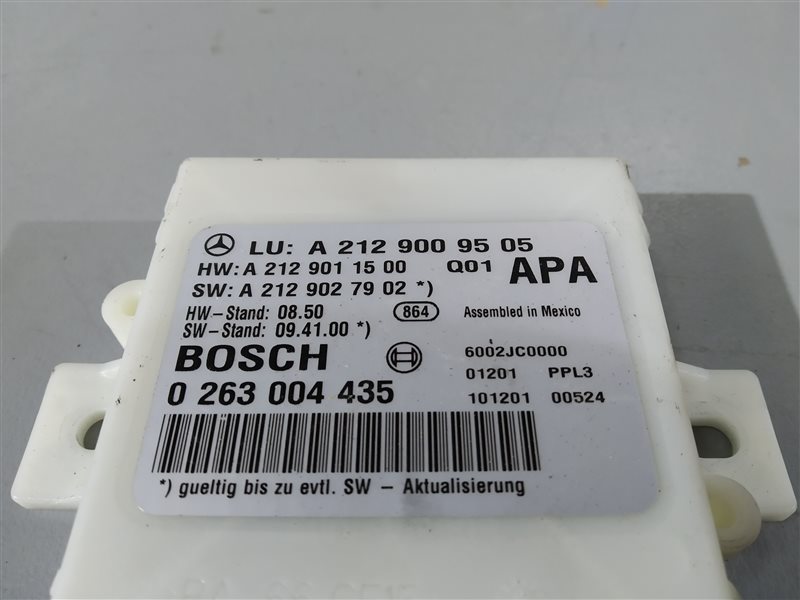 LU: A 212 900 95 05
HW: A 212 901 15 00 Q01 APA
SW: A 212 902 79 02 *)
HW-Stand: 08.50 864 Assembled in Mexico
SW-Stand: 09.41.00 *)
BOSCH 6002JC0000
01201 PPL3
0 263 004 435 101201 00524
*) gueltig bis zu evtl. SW - Aktualisierung